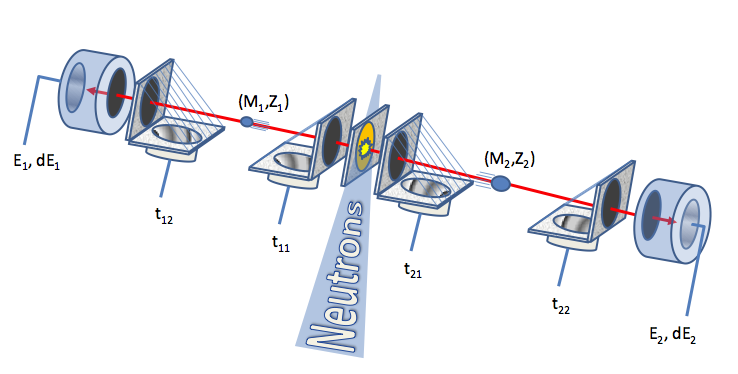 (M₁,Z₁)
(M₂,Z₂)
E₁, dE₁
t₁₂
t₁₁
Neutrons
t₂₁
t₂₂
E₂, dE₂